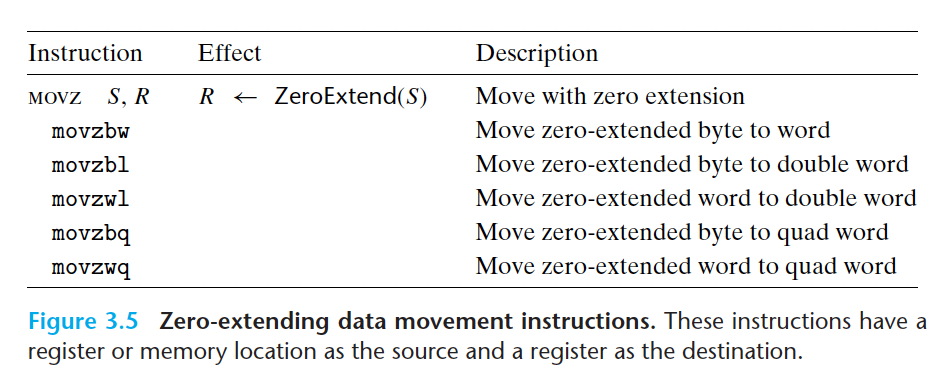 Instruction Effect Description
MOVZ S, R R ← ZeroExtend(S) Move with zero extension
movzbw Move zero-extended byte to word
movzbl Move zero-extended byte to double word
movzwl Move zero-extended word to double word
movzbq Move zero-extended byte to quad word
movzwq Move zero-extended word to quad word
Figure 3.5 Zero-extending data movement instructions. These instructions have a
register or memory location as the source and a register as the destination.